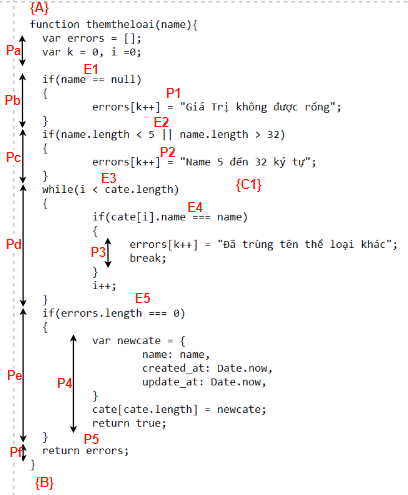 {A}
function themtheloai(name){
Pa var errors = [];
var k = 0, i =0;
E1
if(name == null)
Pb { P1
errors[k++] = "Giá Trị không được rống";
} E2
if(name.length < 5 || name.length > 32)
Pc { P2
errors[k++] = "Name 5 đến 32 ký tự";
} E3
while(i < cate.length) {C1}
{ E4
if(cate[i].name === name)
Pd {
P3 errors[k++] = "Đã trùng tên thể loại khác";
break;
}
i++;
} E5
if(errors.length === 0)
{
var newcate = {
name: name,
Pe P4 created_at: Date.now,
update_at: Date.now,
}
cate[cate.length] = newcate;
return true;
} P5
Pf return errors;
}
{B}